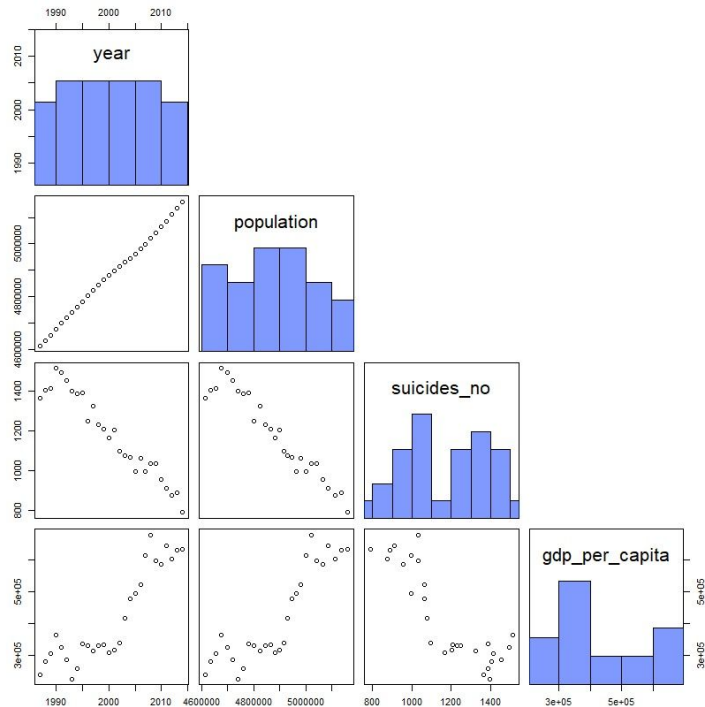 1990 2000 2010
year
1990 2000 2010
population
4600000 4800000 5000000
suicides_no
800 1000 1200 1400
gdp_per_capita
3e+05 5e+05
3e+05 5e+05
1990 2000 2010
4600000 4800000 5000000
800 1000 1200 1400
3e+05 5e+05